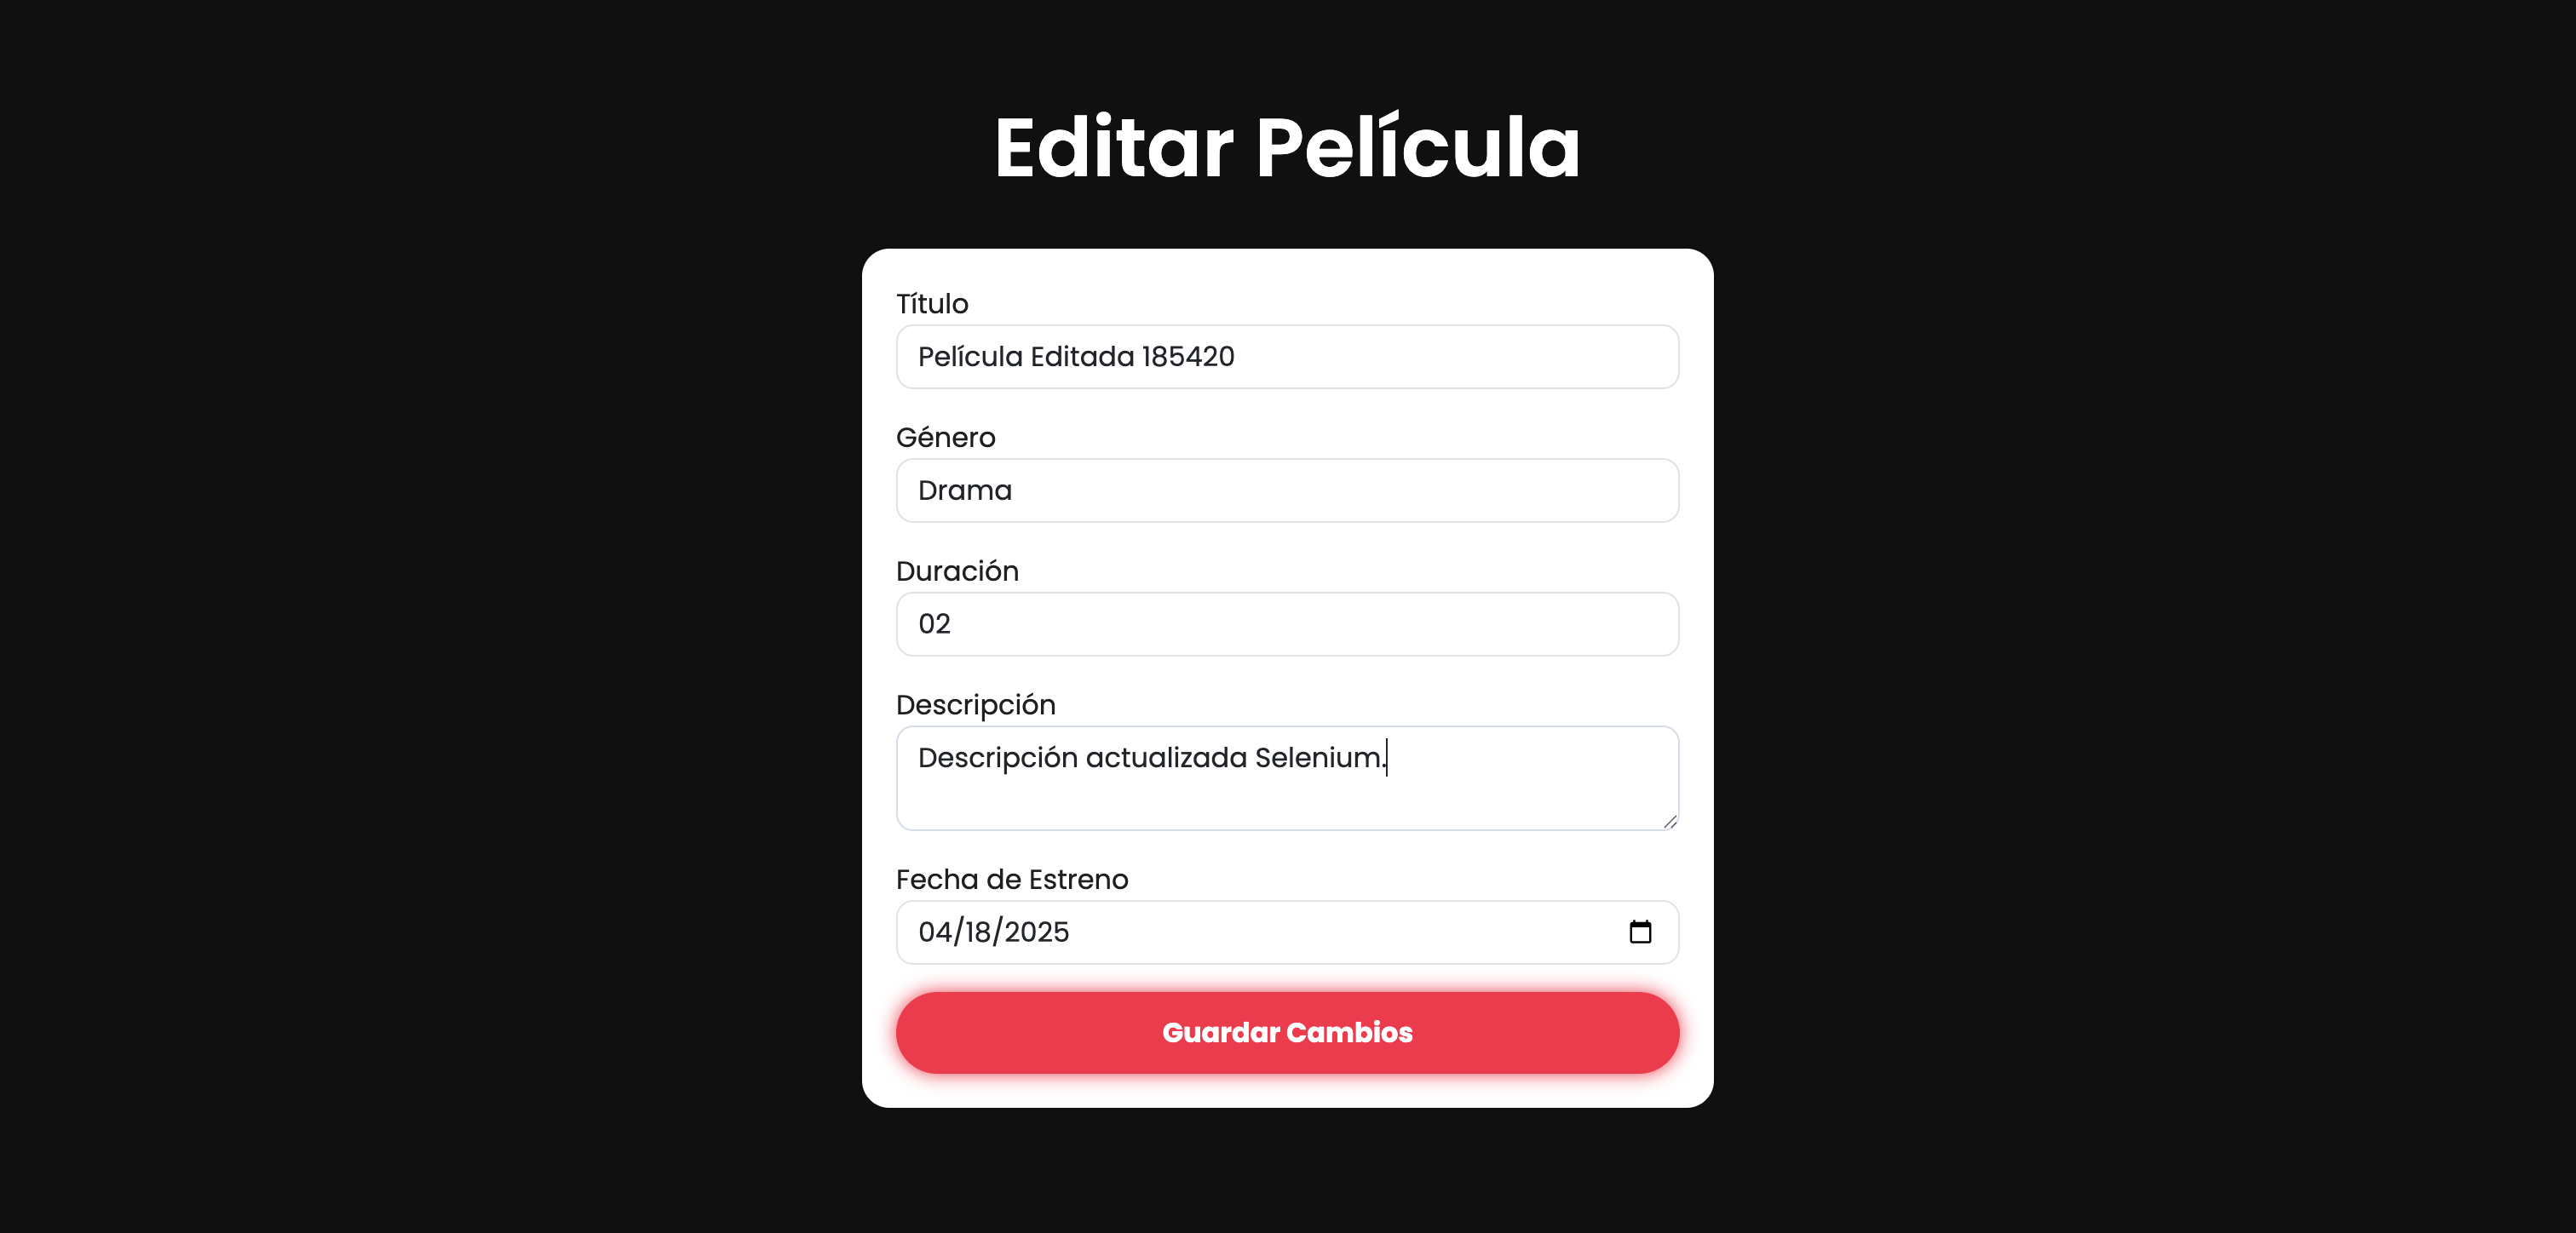 Editar Película
Título
Película Editada 185420
Género
Drama
Duración
02
Descripción
Descripción actualizada Selenium.
Fecha de Estreno
04/18/2025
Guardar Cambios